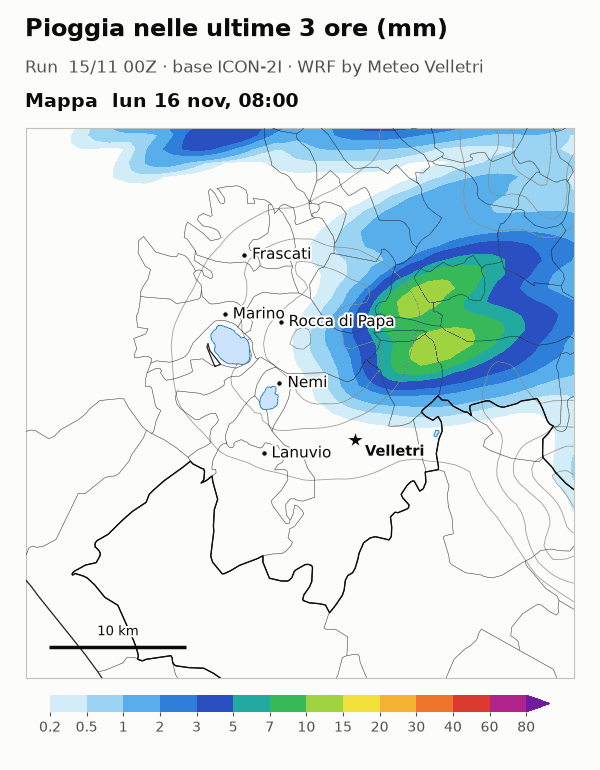 Pioggia nelle ultime 3 ore (mm)
Run  15/11 00Z · base ICON-2I · WRF by Meteo Velletri
Mappa  lun 16 nov, 08:00
Frascati
Marino
Rocca di Papa
Nemi
Velletri
Lanuvio
10 km
0.2 0.5 1 2 3 5 7 10 15 20 30 40 60 80